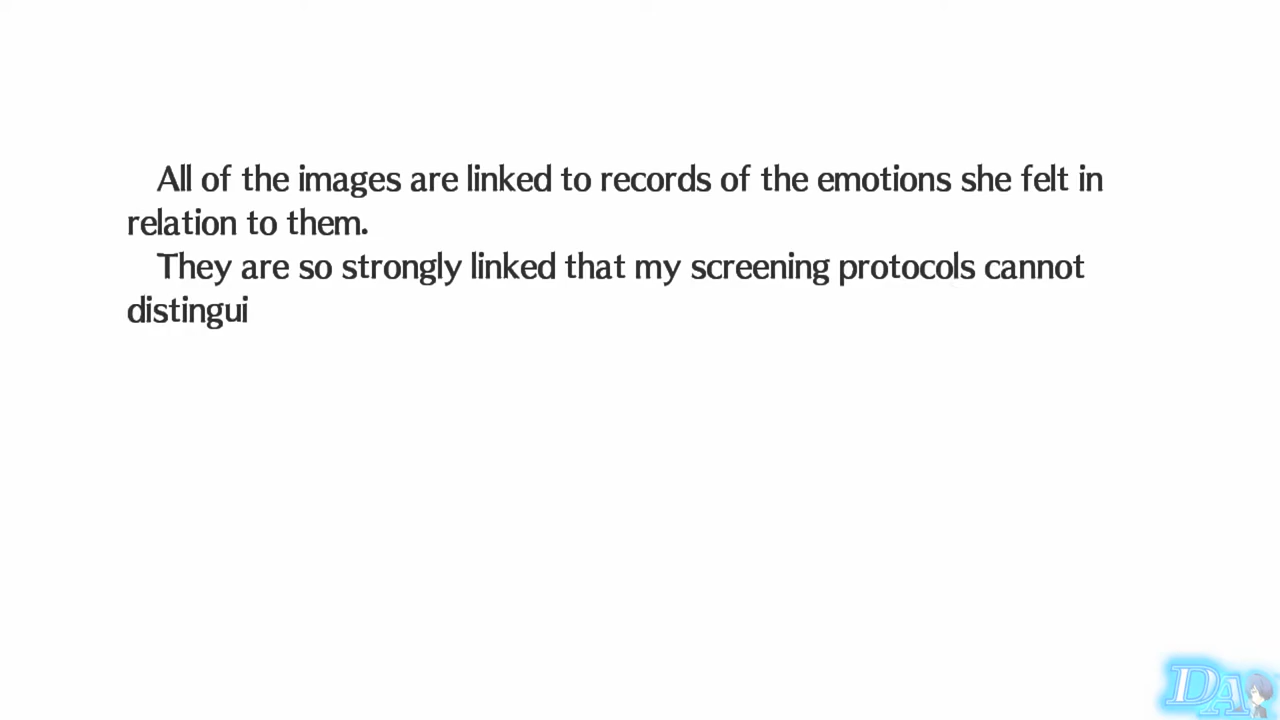 All of the images are linked to records of the emotions she felt in
relation to them.
They are so strongly linked that my screening protocols cannot
distingui
DA